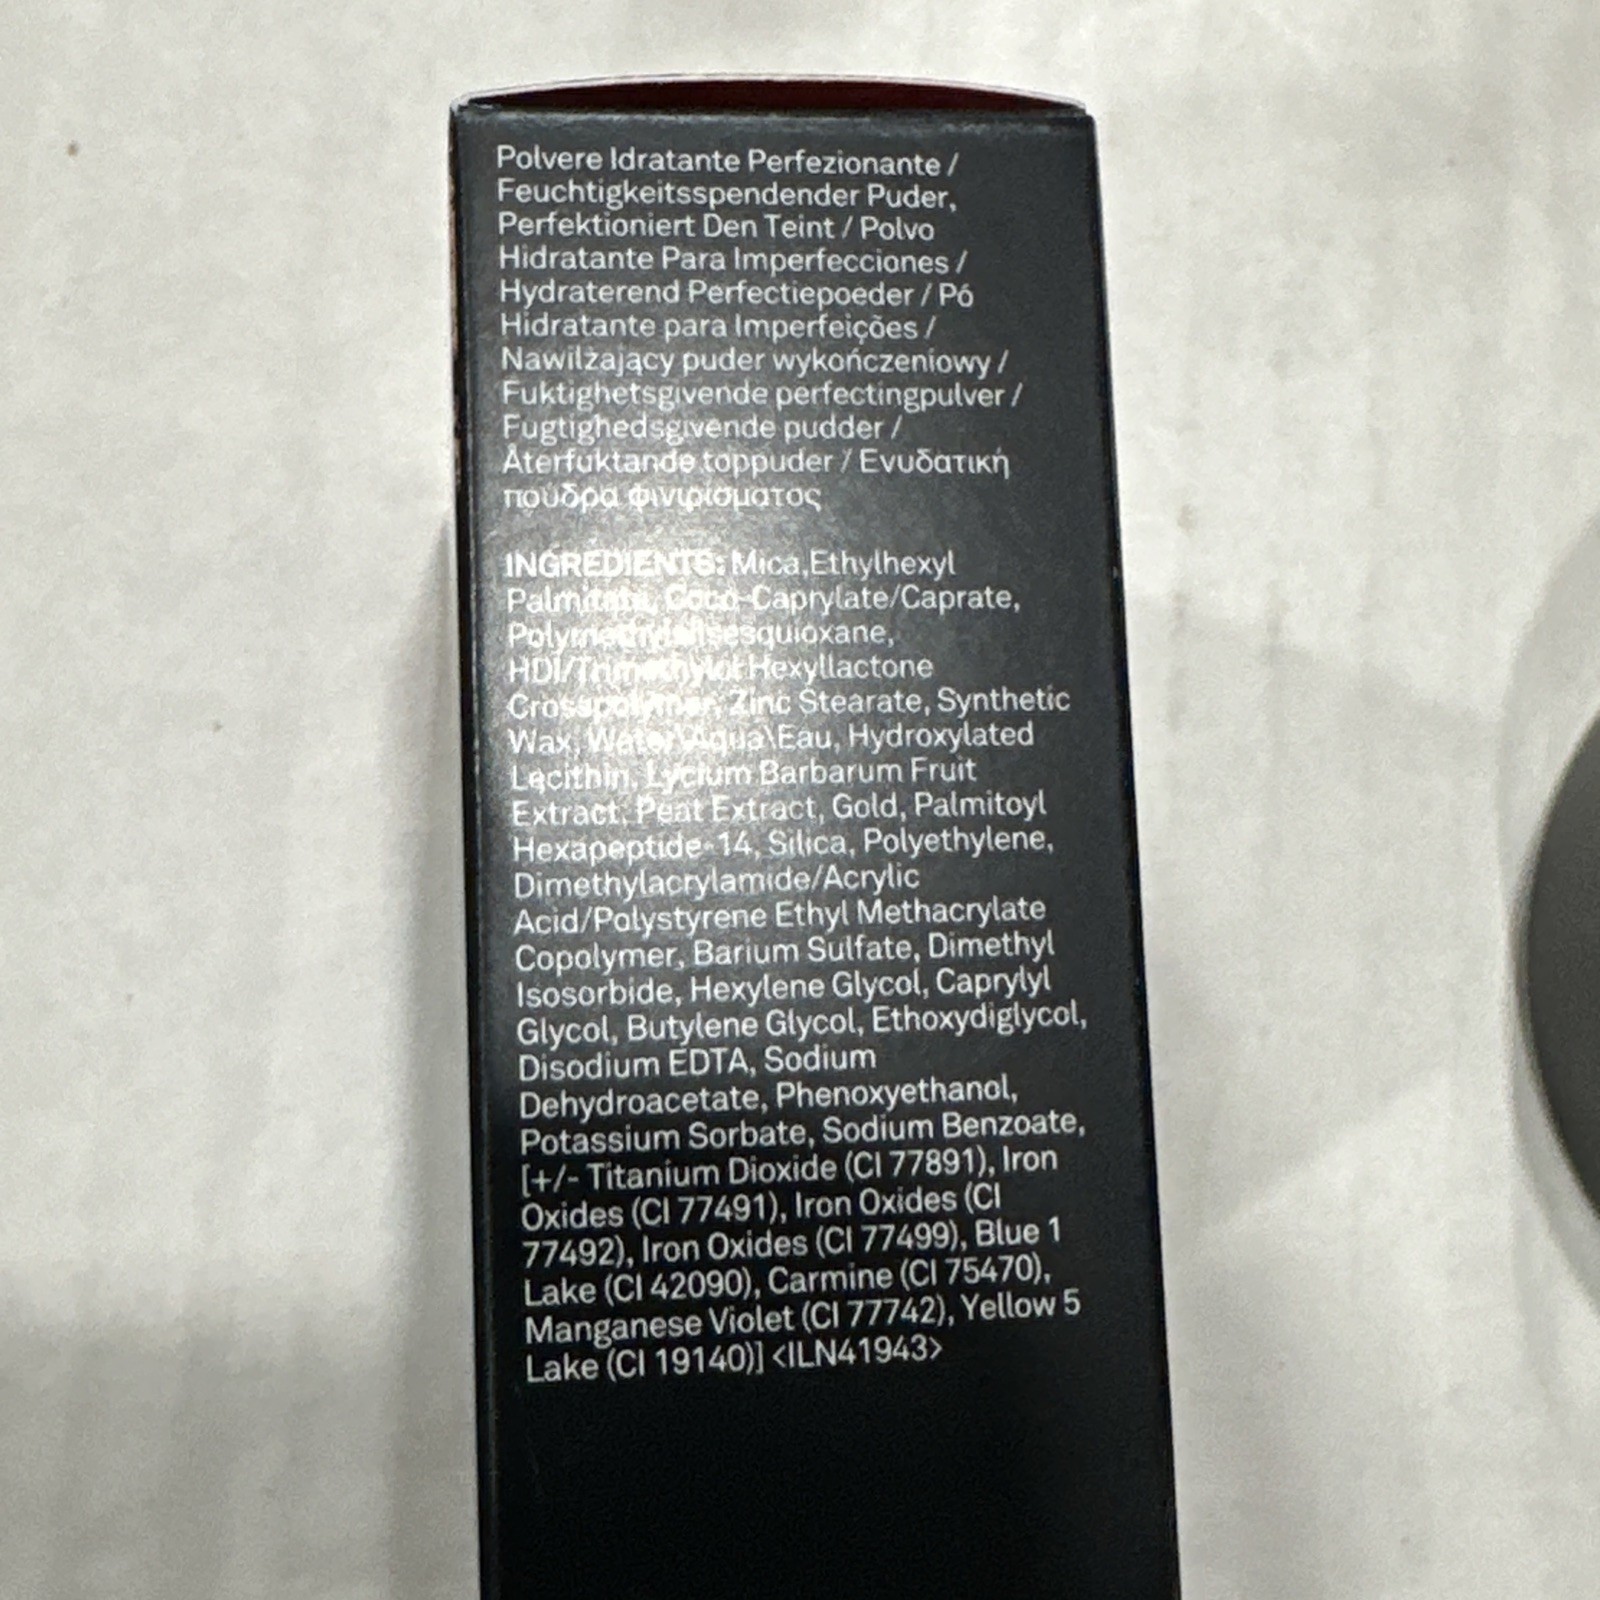 Polvere Idratante Perfezionante /
Feuchtigkeitsspendender Puder,
Perfektioniert Den Teint / Polvo
Hidratante Para Imperfecciones /
Hydraterend Perfectiepoeder / Pó
Hidratante para Imperfeições /
Nawilżający puder wykończeniowy /
Fuktighetsgivende perfectingpulver /
Fugtighedsgivende pudder /
Återfuktande toppuder / Ενυδατική
πούδρα φινιρίσματος
INGREDIENTS: Mica,Ethylhexyl
Palmitate, Coco-Caprylate/Caprate,
Polymethylsilsesquioxane,
HDI/Trimethylol Hexyllactone
Crosspolymer, Zinc Stearate, Synthetic
Wax, Water\Aqua\Eau, Hydroxylated
Lecithin, Lycium Barbarum Fruit
Extract, Peat Extract, Gold, Palmitoyl
Hexapeptide-14, Silica, Polyethylene,
Dimethylacrylamide/Acrylic
Acid/Polystyrene Ethyl Methacrylate
Copolymer, Barium Sulfate, Dimethyl
Isosorbide, Hexylene Glycol, Caprylyl
Glycol, Butylene Glycol, Ethoxydiglycol,
Disodium EDTA, Sodium
Dehydroacetate, Phenoxyethanol,
Potassium Sorbate, Sodium Benzoate,
[+/- Titanium Dioxide (CI 77891), Iron
Oxides (CI 77491), Iron Oxides (CI
77492), Iron Oxides (CI 77499), Blue 1
Lake (CI 42090), Carmine (CI 75470),
Manganese Violet (CI 77742), Yellow 5
Lake (CI 19140)] <ILN41943>